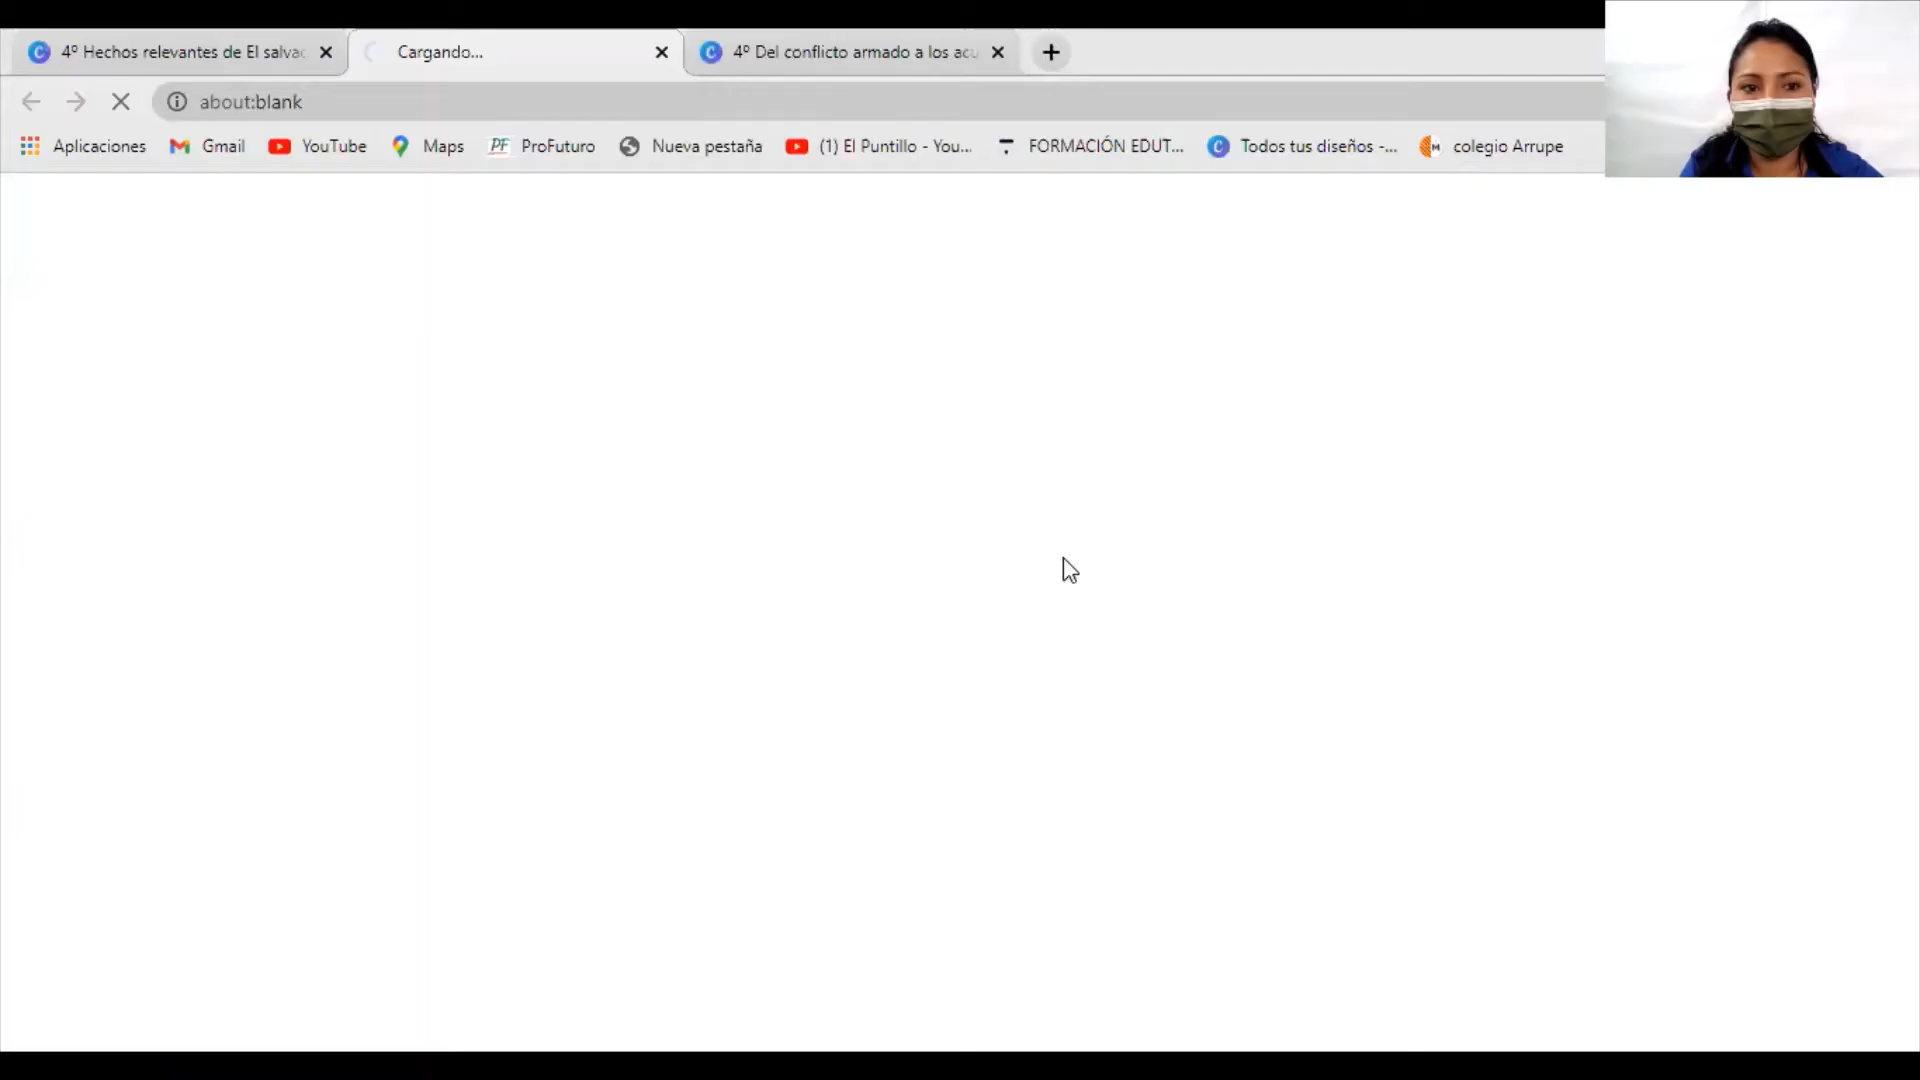 4º Hechos relevantes de El salva
Cargando...
4º Del conflicto armado a los acu
about:blank
Aplicaciones
Gmail
YouTube
Maps
PF ProFuturo
Nueva pestaña
(1) El Puntillo - You...
FORMACIÓN EDUT...
Todos tus diseños -...
colegio Arrupe